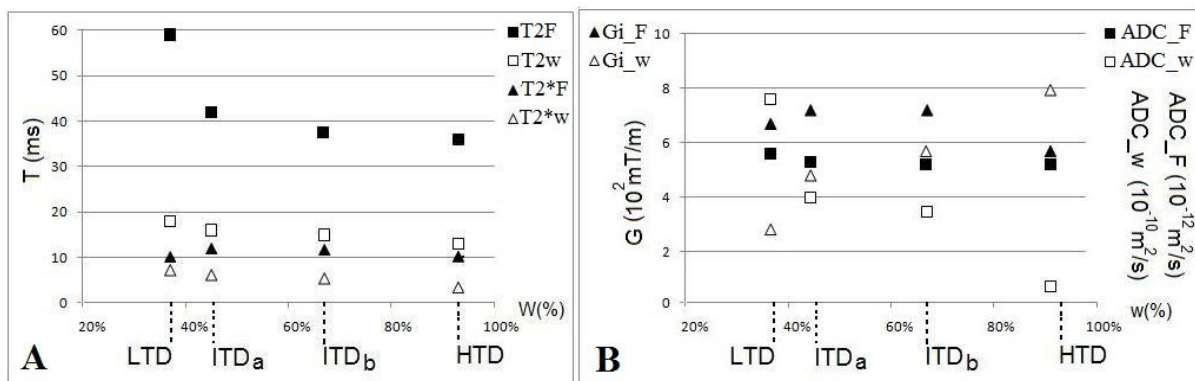 60
50
40
30
20
10
0
T (ms)
■T2F
□T2w
▲T2*F
△T2*w
W(%)
20% 40% 60% 80% 100%
LTD ITDa ITDb HTD
A
B
10
8
6
4
2
0
G (10² mT/m)
▲Gi_F
△Gi_w
■ADC_F
□ADC_w
ADC_F (10⁻¹² m²/s)
ADC_w (10⁻¹⁰ m²/s)
w(%)
20% 40% 60% 80% 100%
LTD ITDa ITDb HTD